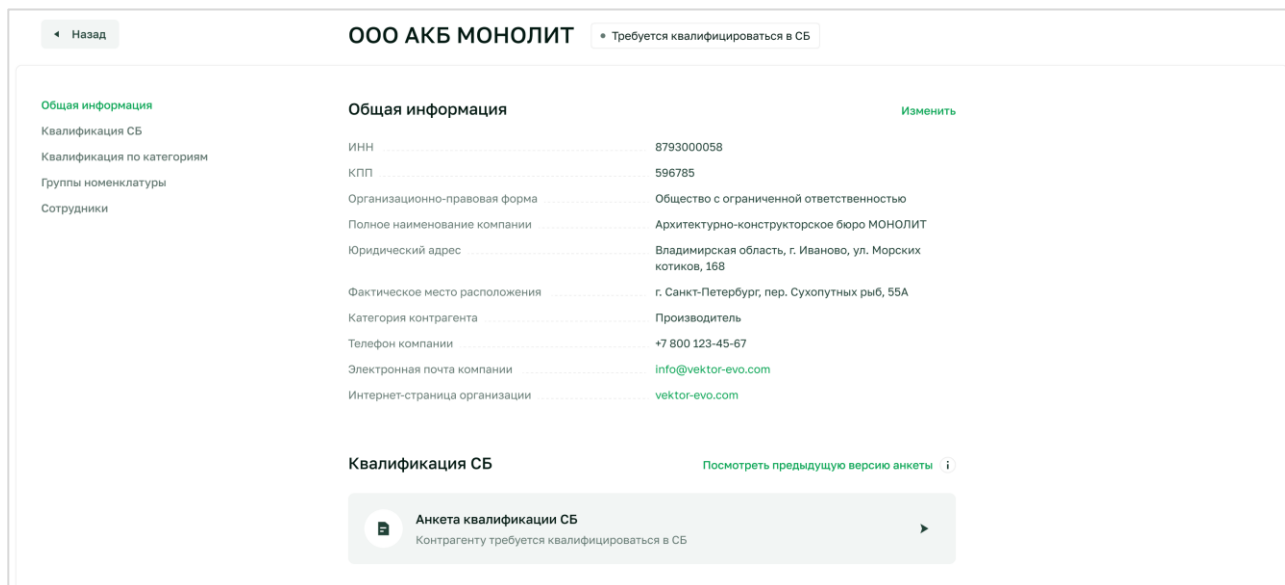 Назад
ООО АКБ МОНОЛИТ
Требуется квалифицироваться в СБ
Общая информация
Квалификация СБ
Квалификация по категориям
Группы номенклатуры
Сотрудники
Общая информация Изменить
ИНН 8793000058
КПП 596785
Организационно-правовая форма Общество с ограниченной ответственностью
Полное наименование компании Архитектурно-конструкторское бюро МОНОЛИТ
Юридический адрес Владимирская область, г. Иваново, ул. Морских
котиков, 168
Фактическое место расположения г. Санкт-Петербург, пер. Сухопутных рыб, 55А
Категория контрагента Производитель
Телефон компании +7 800 123-45-67
Электронная почта компании info@vektor-evo.com
Интернет-страница организации vektor-evo.com
Квалификация СБ Посмотреть предыдущую версию анкеты i
Анкета квалификации СБ
Контрагенту требуется квалифицироваться в СБ